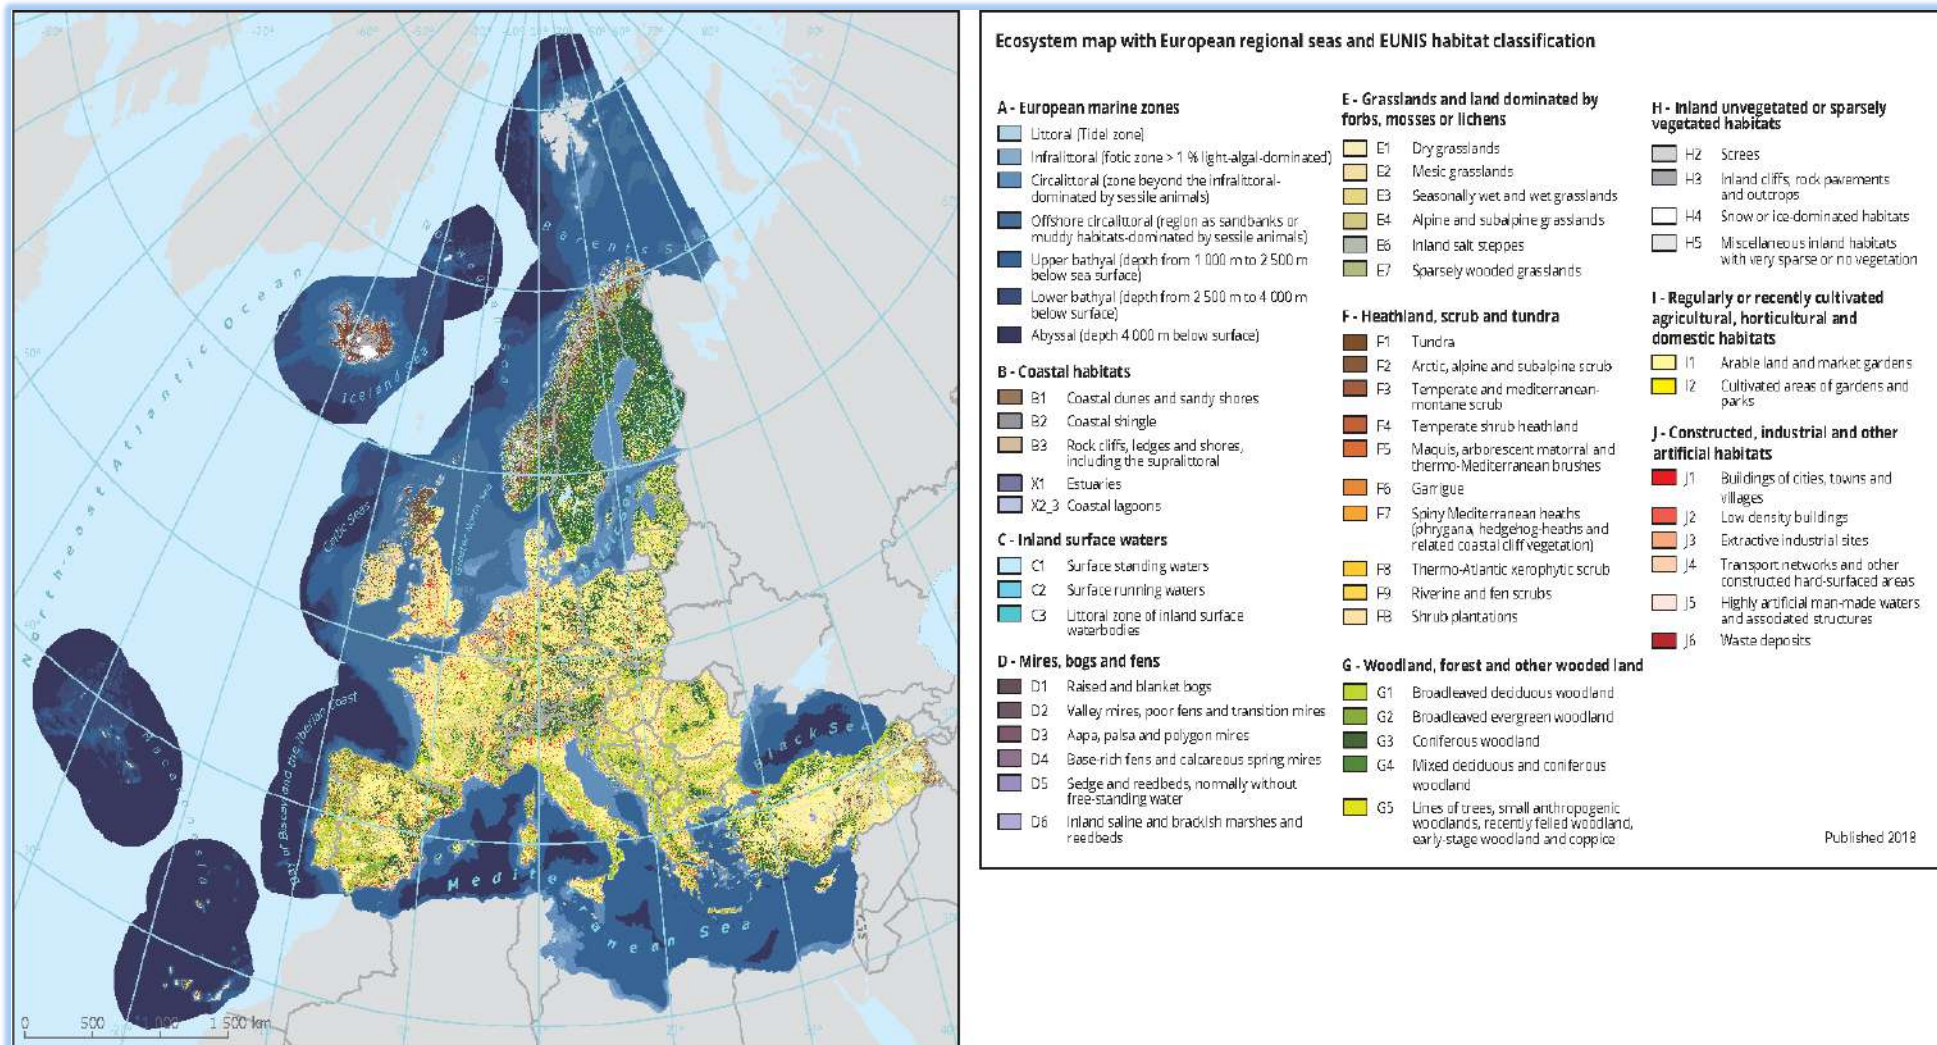 Ecosystem map with European regional seas and EUNIS habitat classification
A - European marine zones
Littoral (Tidel zone)
Infralittoral (fotic zone > 1 % light-algal-dominated)
Circalittoral (zone beyond the infralittoral-
dominated by sessile animals)
Offshore circalittoral (region as sandbanks or
muddy habitats-dominated by sessile animals)
Upper bathyal (depth from 1 000 m to 2 500 m
below sea surface)
Lower bathyal (depth from 2 500 m to 4 000 m
below surface)
Abyssal (depth 4 000 m below surface)
B - Coastal habitats
B1 Coastal dunes and sandy shores
B2 Coastal shingle
B3 Rock cliffs, ledges and shores,
including the supralittoral
X1 Estuaries
X2_3 Coastal lagoons
C - Inland surface waters
C1 Surface standing waters
C2 Surface running waters
C3 Littoral zone of inland surface
waterbodies
D - Mires, bogs and fens
D1 Raised and blanket bogs
D2 Valley mires, poor fens and transition mires
D3 Aapa, palsa and polygon mires
D4 Base-rich fens and calcareous spring mires
D5 Sedge and reedbeds, normally without
free-standing water
D6 Inland saline and brackish marshes and
reedbeds
E - Grasslands and land dominated by
forbs, mosses or lichens
E1 Dry grasslands
E2 Mesic grasslands
E3 Seasonally wet and wet grasslands
E4 Alpine and subalpine grasslands
E6 Inland salt steppes
E7 Sparsely wooded grasslands
F - Heathland, scrub and tundra
F1 Tundra
F2 Arctic, alpine and subalpine scrub
F3 Temperate and mediterranean-
montane scrub
F4 Temperate shrub heathland
F5 Maquis, arborescent matorral and
thermo-Mediterranean brushes
F6 Garrigue
F7 Spiny Mediterranean heaths
(phrygana, hedgehog-heaths and
related coastal cliff vegetation)
F8 Thermo-Atlantic xerophytic scrub
F9 Riverine and fen scrubs
FB Shrub plantations
G - Woodland, forest and other wooded land
G1 Broadleaved deciduous woodland
G2 Broadleaved evergreen woodland
G3 Coniferous woodland
G4 Mixed deciduous and coniferous
woodland
G5 Lines of trees, small anthropogenic
woodlands, recently felled woodland,
early-stage woodland and coppice
H - Inland unvegetated or sparsely
vegetated habitats
H2 Screes
H3 Inland cliffs, rock pavements
and outcrops
H4 Snow or ice-dominated habitats
H5 Miscellaneous inland habitats
with very sparse or no vegetation
I - Regularly or recently cultivated
agricultural, horticultural and
domestic habitats
I1 Arable land and market gardens
I2 Cultivated areas of gardens and
parks
J - Constructed, industrial and other
artificial habitats
J1 Buildings of cities, towns and
villages
J2 Low density buildings
J3 Extractive industrial sites
J4 Transport networks and other
constructed hard-surfaced areas
J5 Highly artificial man-made waters
and associated structures
J6 Waste deposits
Published 2018
North-east Atlantic Ocean
Barents Sea
Celtic Seas
Greater North Sea
Bay of Biscay and the Iberian Coast
Macaronesia
Black Sea
Mediterranean Sea
0 500 1 000 1 500 km